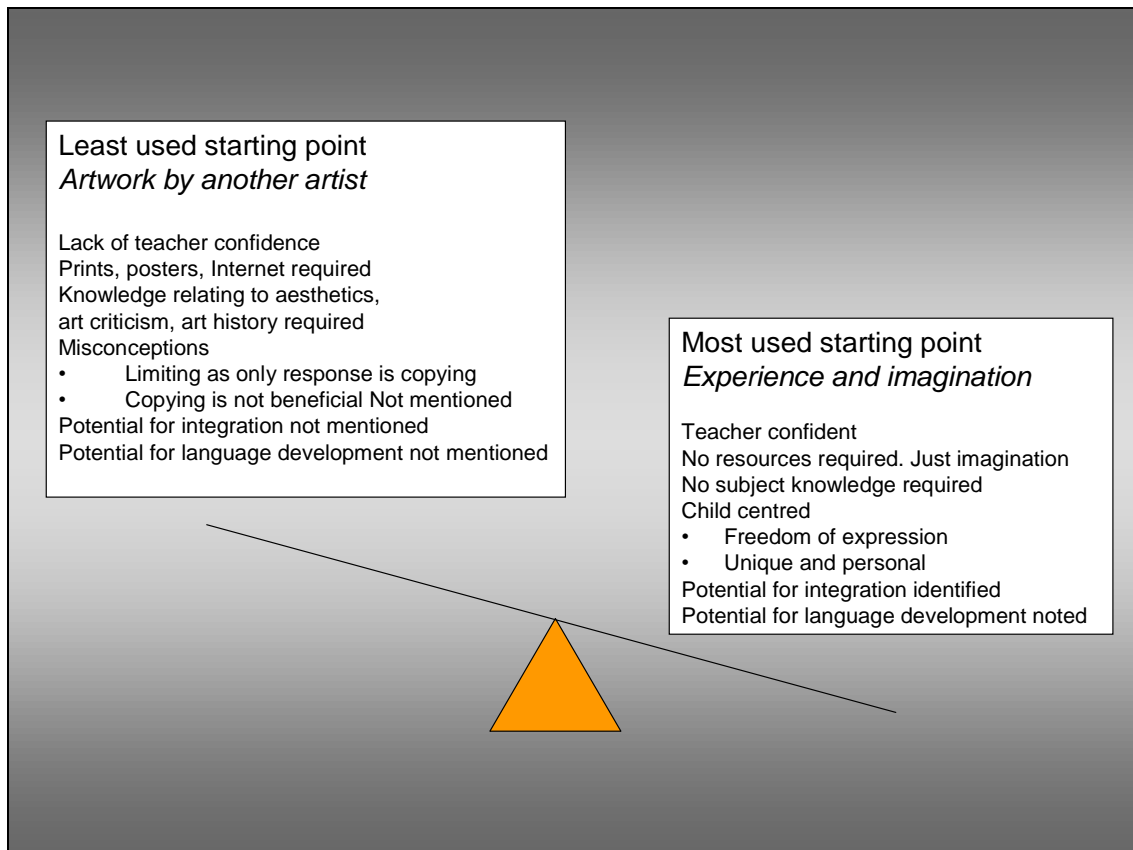 Least used starting point
Artwork by another artist
Lack of teacher confidence
Prints, posters, Internet required
Knowledge relating to aesthetics,
art criticism, art history required
Misconceptions
• Limiting as only response is copying
• Copying is not beneficial Not mentioned
Potential for integration not mentioned
Potential for language development not mentioned
Most used starting point
Experience and imagination
Teacher confident
No resources required. Just imagination
No subject knowledge required
Child centred
• Freedom of expression
• Unique and personal
Potential for integration identified
Potential for language development noted